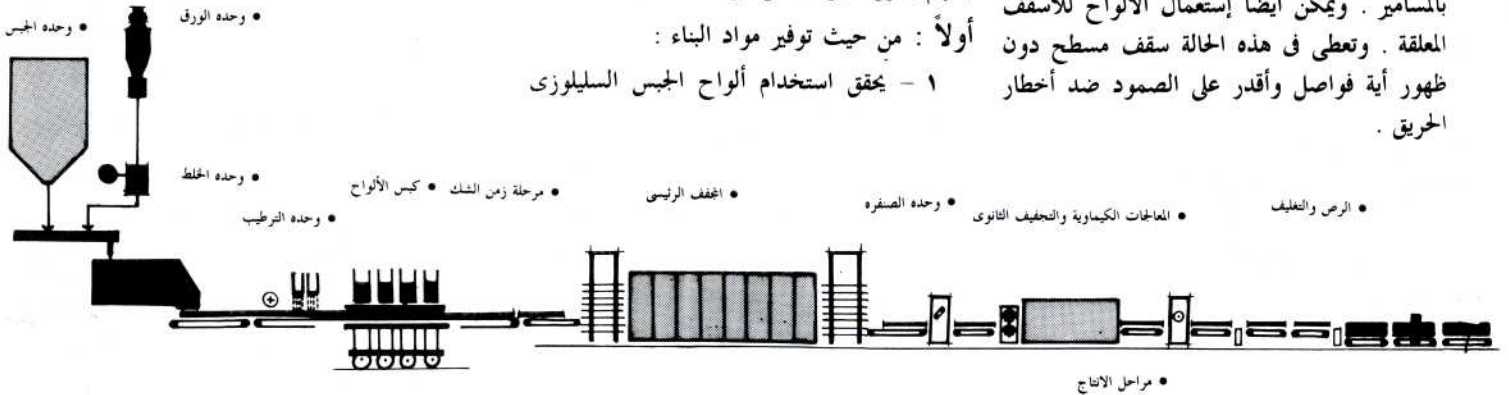 بالمسامير . ويمكن أيضاً إستعمال الألواح للأسقف
المعلقة . وتعطى فى هذه الحالة سقف مسطح دون
ظهور أية فواصل وأقدر على الصمود ضد أخطار
الحريق .
أولاً : من حيث توفير مواد البناء :
١ – يحقق استخدام ألواح الجبس السليلوزى
• وحده الجبس
• وحده الورق
• وحده الخلط
• وحده الترطيب
• كبس الألواح
• مرحلة زمن الشك
• المجفف الرئيسى
• وحده الصنفره
• المعالجات الكيماوية والتجفيف الثانوى
• الرص والتغليف
• مراحل الانتاج